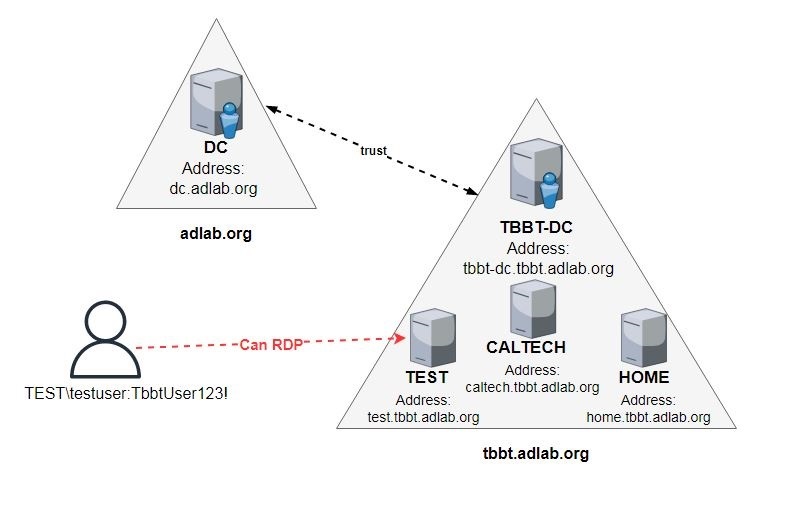 DC
Address:
dc.adlab.org
adlab.org
trust
TBBT-DC
Address:
tbbt-dc.tbbt.adlab.org
Can RDP
TEST\testuser:TbbtUser123!
TEST
Address:
test.tbbt.adlab.org
CALTECH
Address:
caltech.tbbt.adlab.org
HOME
Address:
home.tbbt.adlab.org
tbbt.adlab.org